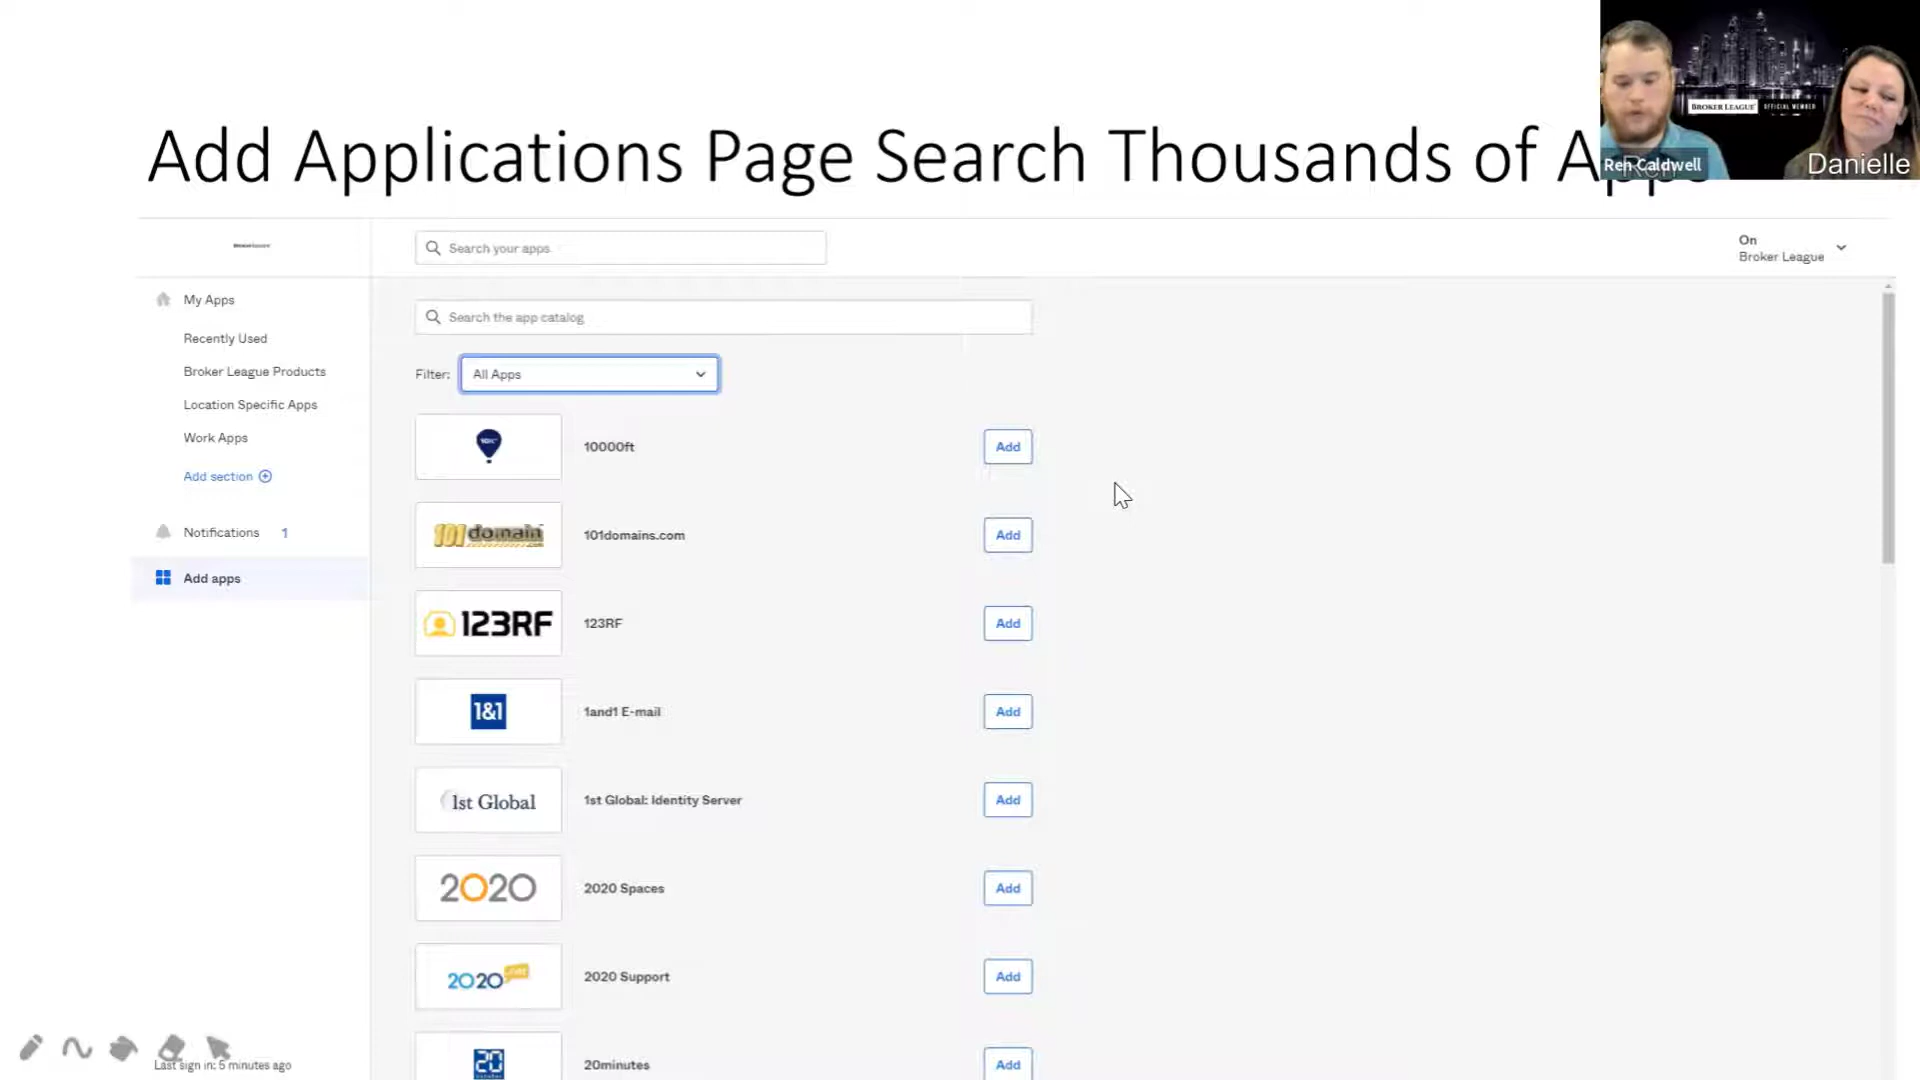 Add Applications Page Search Thousands of Apps
BROKER LEAGUE OFFICIAL MEMBER
Ren Caldwell
Danielle
Search your apps
On
Broker League
My Apps
Recently Used
Broker League Products
Location Specific Apps
Work Apps
Add section
Notifications 1
Add apps
Search the app catalog
Filter: All Apps
10000ft Add
101domain 101domains.com Add
123RF 123RF Add
1&1 1and1 E-mail Add
1st Global 1st Global: Identity Server Add
2020 2020 Spaces Add
2020 2020 Support Add
20 20minutes Add
Last sign in: 5 minutes ago